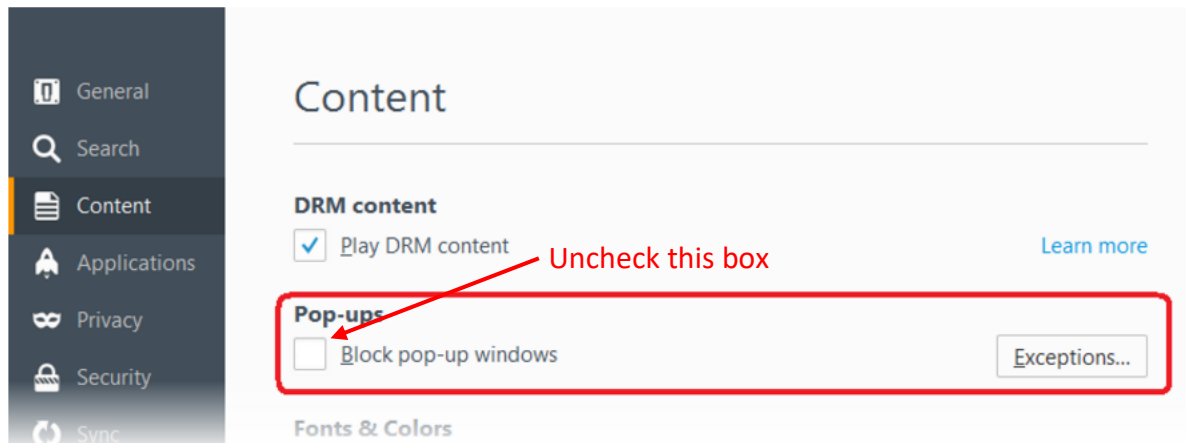 General
Search
Content
Applications
Privacy
Security
Sync
Content
DRM content
Play DRM content
Learn more
Uncheck this box
Pop-ups
Block pop-up windows
Exceptions...
Fonts & Colors